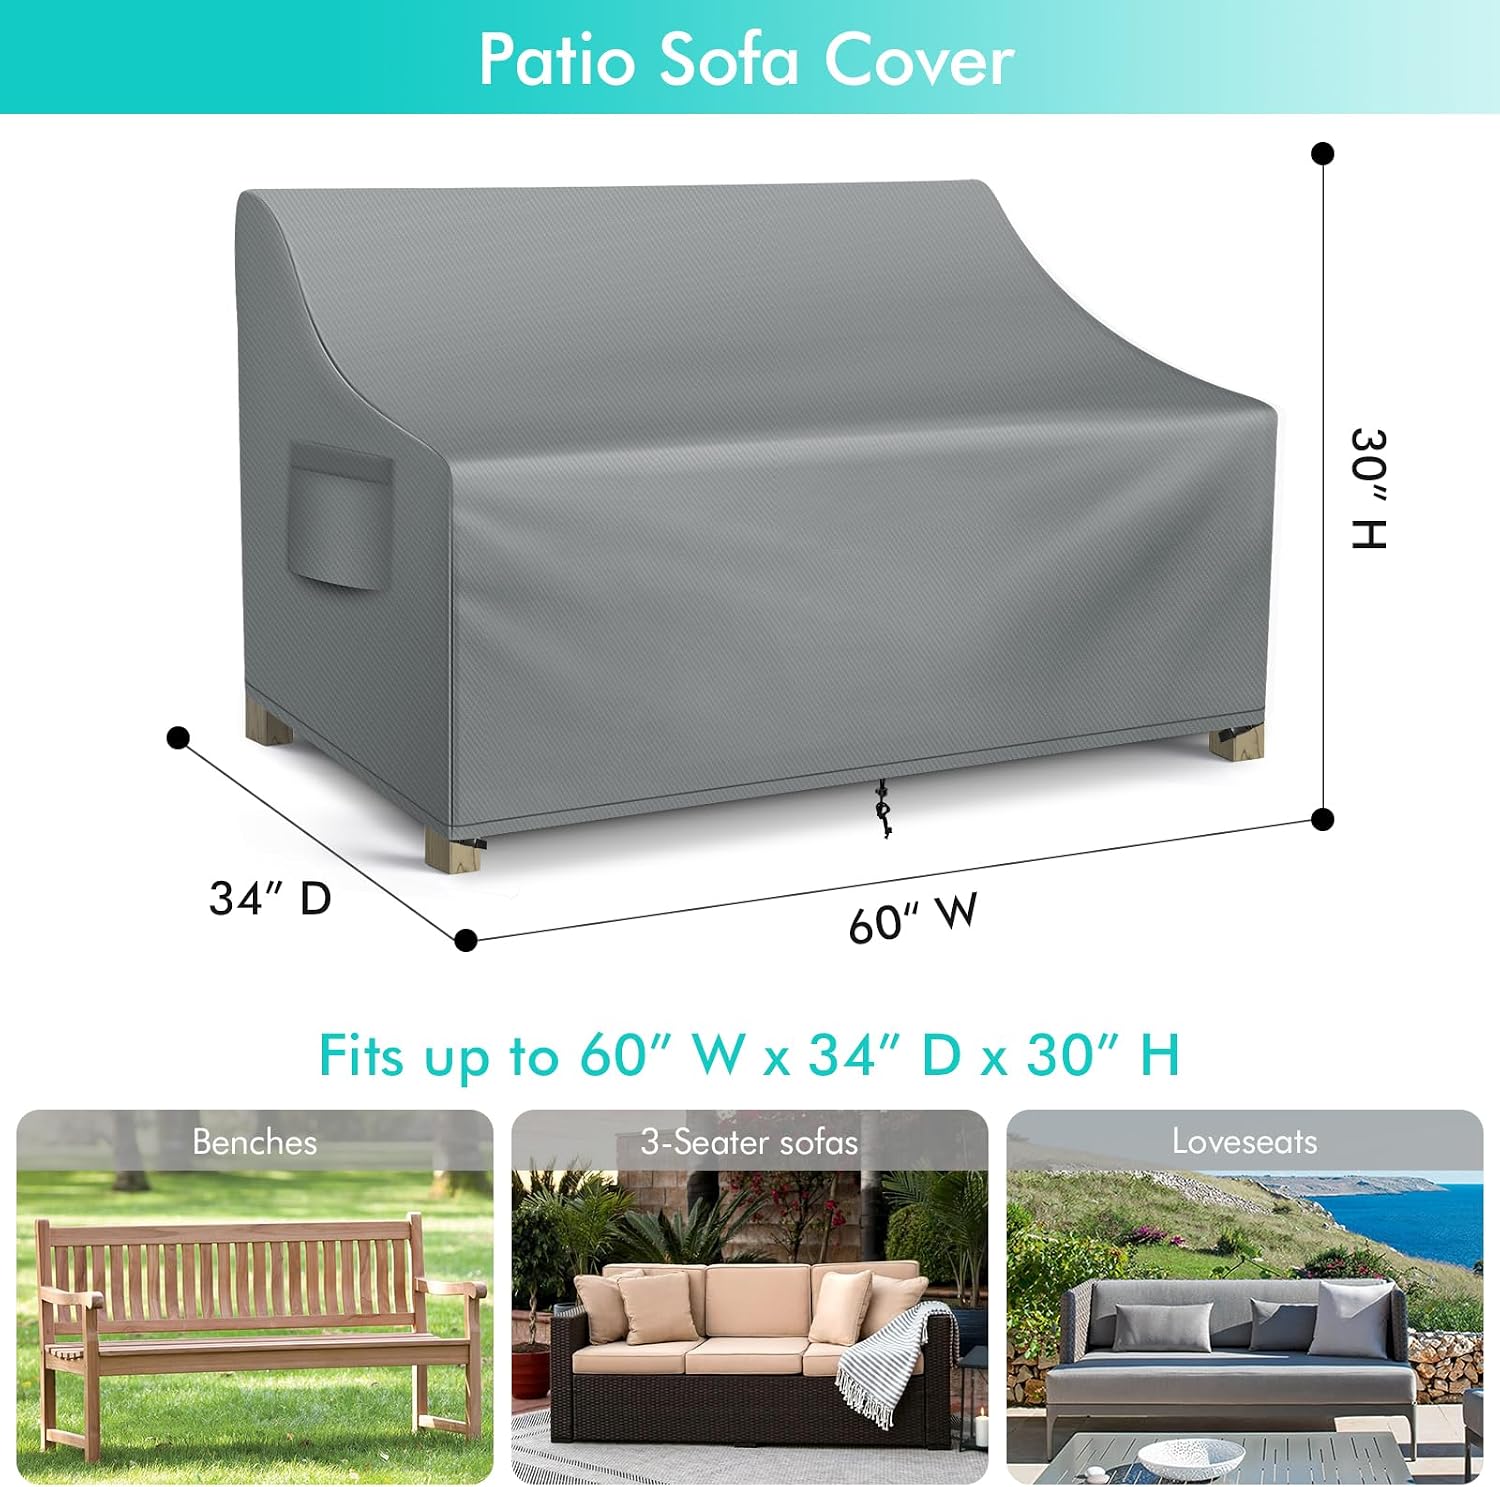 Patio Sofa Cover
30" H
34" D
60" W
Fits up to 60" W x 34" D x 30" H
Benches
3-Seater sofas
Loveseats